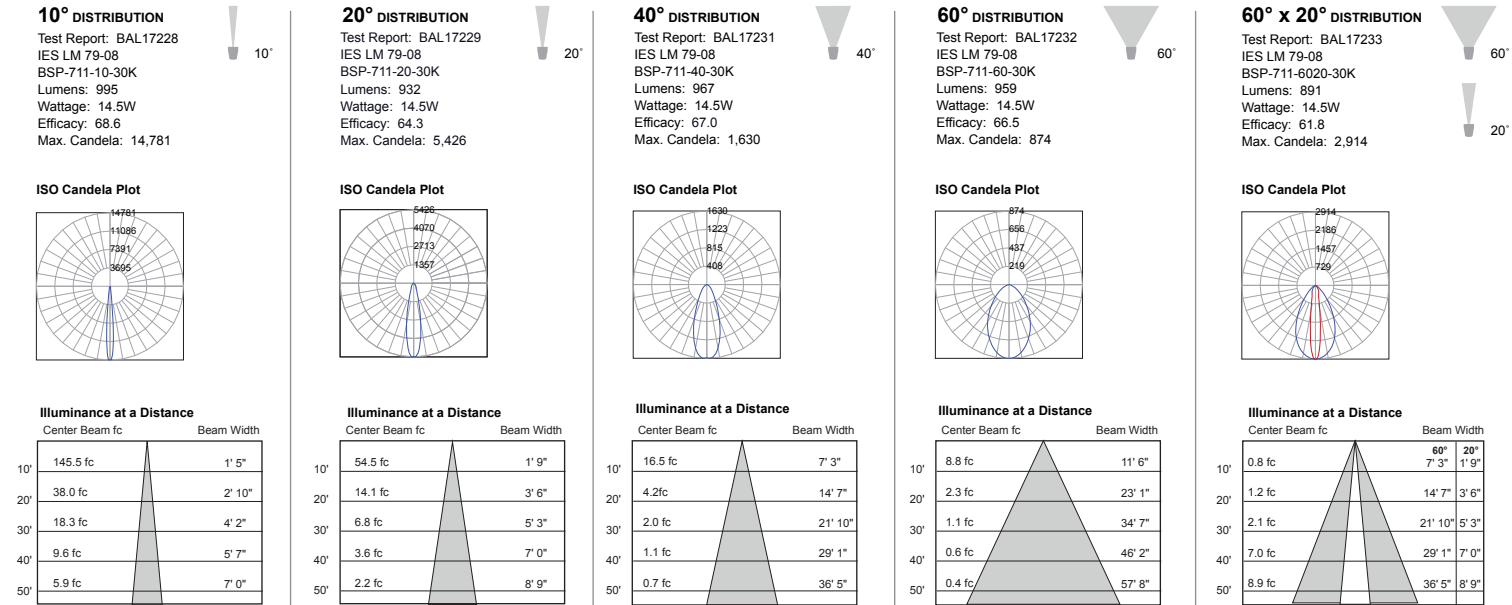 10° DISTRIBUTION
Test Report: BAL17228
IES LM 79-08
BSP-711-10-30K
Lumens: 995
Wattage: 14.5W
Efficacy: 68.6
Max. Candela: 14,781
10°
ISO Candela Plot
14781
11086
7391
3695
Illuminance at a Distance
Center Beam fc Beam Width
10' 145.5 fc 1' 5"
20' 38.0 fc 2' 10"
30' 18.3 fc 4' 2"
40' 9.6 fc 5' 7"
50' 5.9 fc 7' 0"
20° DISTRIBUTION
Test Report: BAL17229
IES LM 79-08
BSP-711-20-30K
Lumens: 932
Wattage: 14.5W
Efficacy: 64.3
Max. Candela: 5,426
20°
ISO Candela Plot
5426
4070
2713
1357
Illuminance at a Distance
Center Beam fc Beam Width
10' 54.5 fc 1' 9"
20' 14.1 fc 3' 6"
30' 6.8 fc 5' 3"
40' 3.6 fc 7' 0"
50' 2.2 fc 8' 9"
40° DISTRIBUTION
Test Report: BAL17231
IES LM 79-08
BSP-711-40-30K
Lumens: 967
Wattage: 14.5W
Efficacy: 67.0
Max. Candela: 1,630
40°
ISO Candela Plot
1630
1223
815
408
Illuminance at a Distance
Center Beam fc Beam Width
10' 16.5 fc 7' 3"
20' 4.2fc 14' 7"
30' 2.0 fc 21' 10"
40' 1.1 fc 29' 1"
50' 0.7 fc 36' 5"
60° DISTRIBUTION
Test Report: BAL17232
IES LM 79-08
BSP-711-60-30K
Lumens: 959
Wattage: 14.5W
Efficacy: 66.5
Max. Candela: 874
60°
ISO Candela Plot
874
656
437
219
Illuminance at a Distance
Center Beam fc Beam Width
10' 8.8 fc 11' 6"
20' 2.3 fc 23' 1"
30' 1.1 fc 34' 7"
40' 0.6 fc 46' 2"
50' 0.4 fc 57' 8"
60° x 20° DISTRIBUTION
Test Report: BAL17233
IES LM 79-08
BSP-711-6020-30K
Lumens: 891
Wattage: 14.5W
Efficacy: 61.8
Max. Candela: 2,914
60°
20°
ISO Candela Plot
2914
2186
1457
729
Illuminance at a Distance
Center Beam fc Beam Width
60° 20°
10' 0.8 fc 7' 3" 1' 9"
20' 1.2 fc 14' 7" 3' 6"
30' 2.1 fc 21' 10" 5' 3"
40' 7.0 fc 29' 1" 7' 0"
50' 8.9 fc 36' 5" 8' 9"